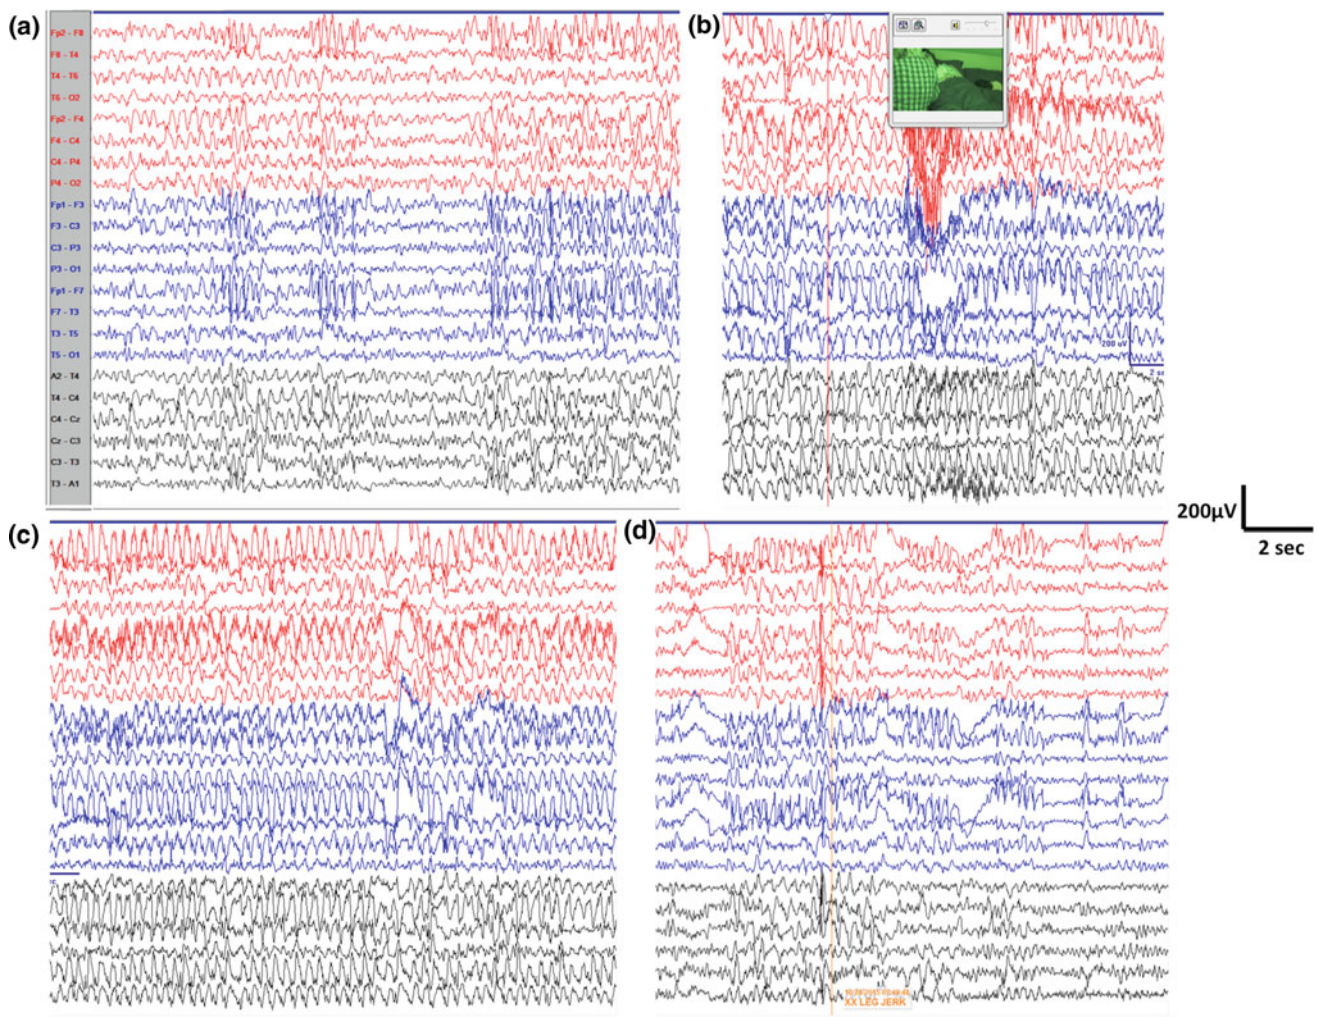 (a)
Fp2 - F8
F8 - T4
T4 - T6
T6 - O2
Fp2 - F4
F4 - C4
C4 - P4
P4 - O2
Fp1 - F3
F3 - C3
C3 - P3
P3 - O1
Fp1 - F7
F7 - T3
T3 - T5
T5 - O1
A2 - T4
T4 - C4
C4 - Cz
Cz - C3
C3 - T3
T3 - A1
(b)
200 uV
2 se
200μV
2 sec
(c)
(d)
XX LEG JERK